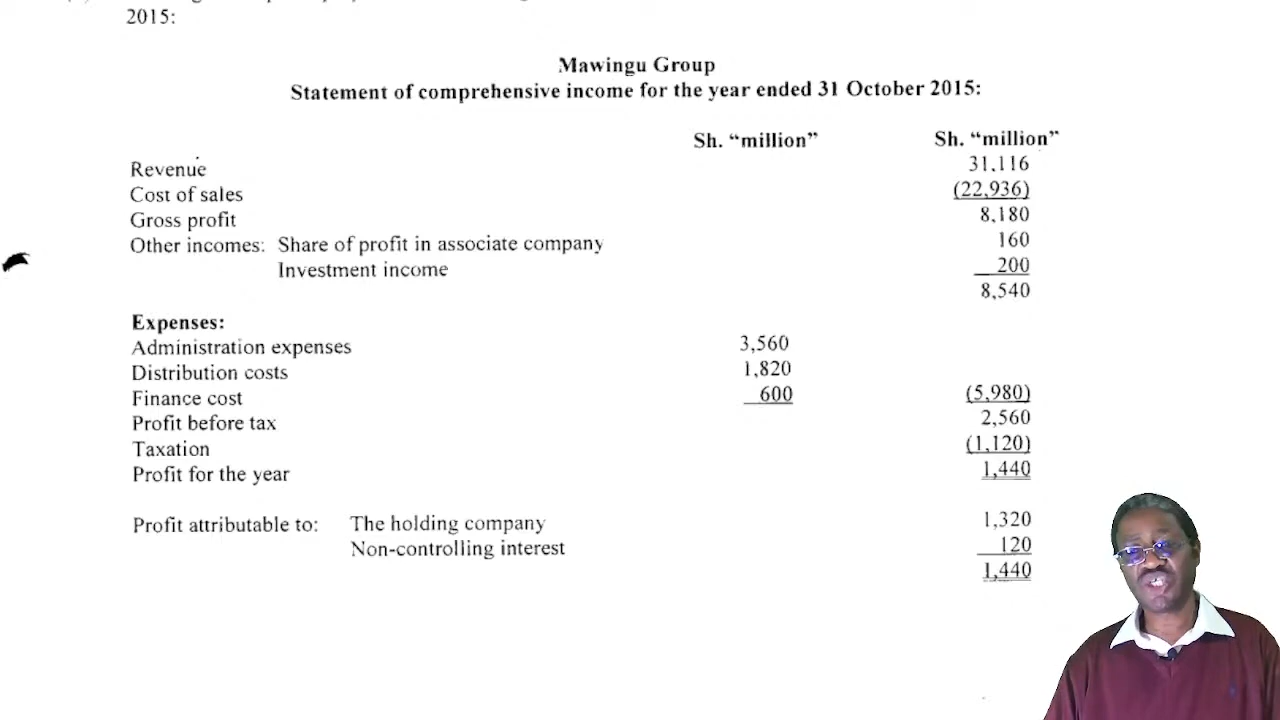 2015:
Mawingu Group
Statement of comprehensive income for the year ended 31 October 2015:
Sh. “million” Sh. “million”
Revenue 31,116
Cost of sales (22,936)
Gross profit 8,180
Other incomes: Share of profit in associate company 160
Investment income 200
8,540
Expenses:
Administration expenses 3,560
Distribution costs 1,820
Finance cost 600 (5,980)
Profit before tax 2,560
Taxation (1,120)
Profit for the year 1,440
Profit attributable to: The holding company 1,320
Non-controlling interest 120
1,440